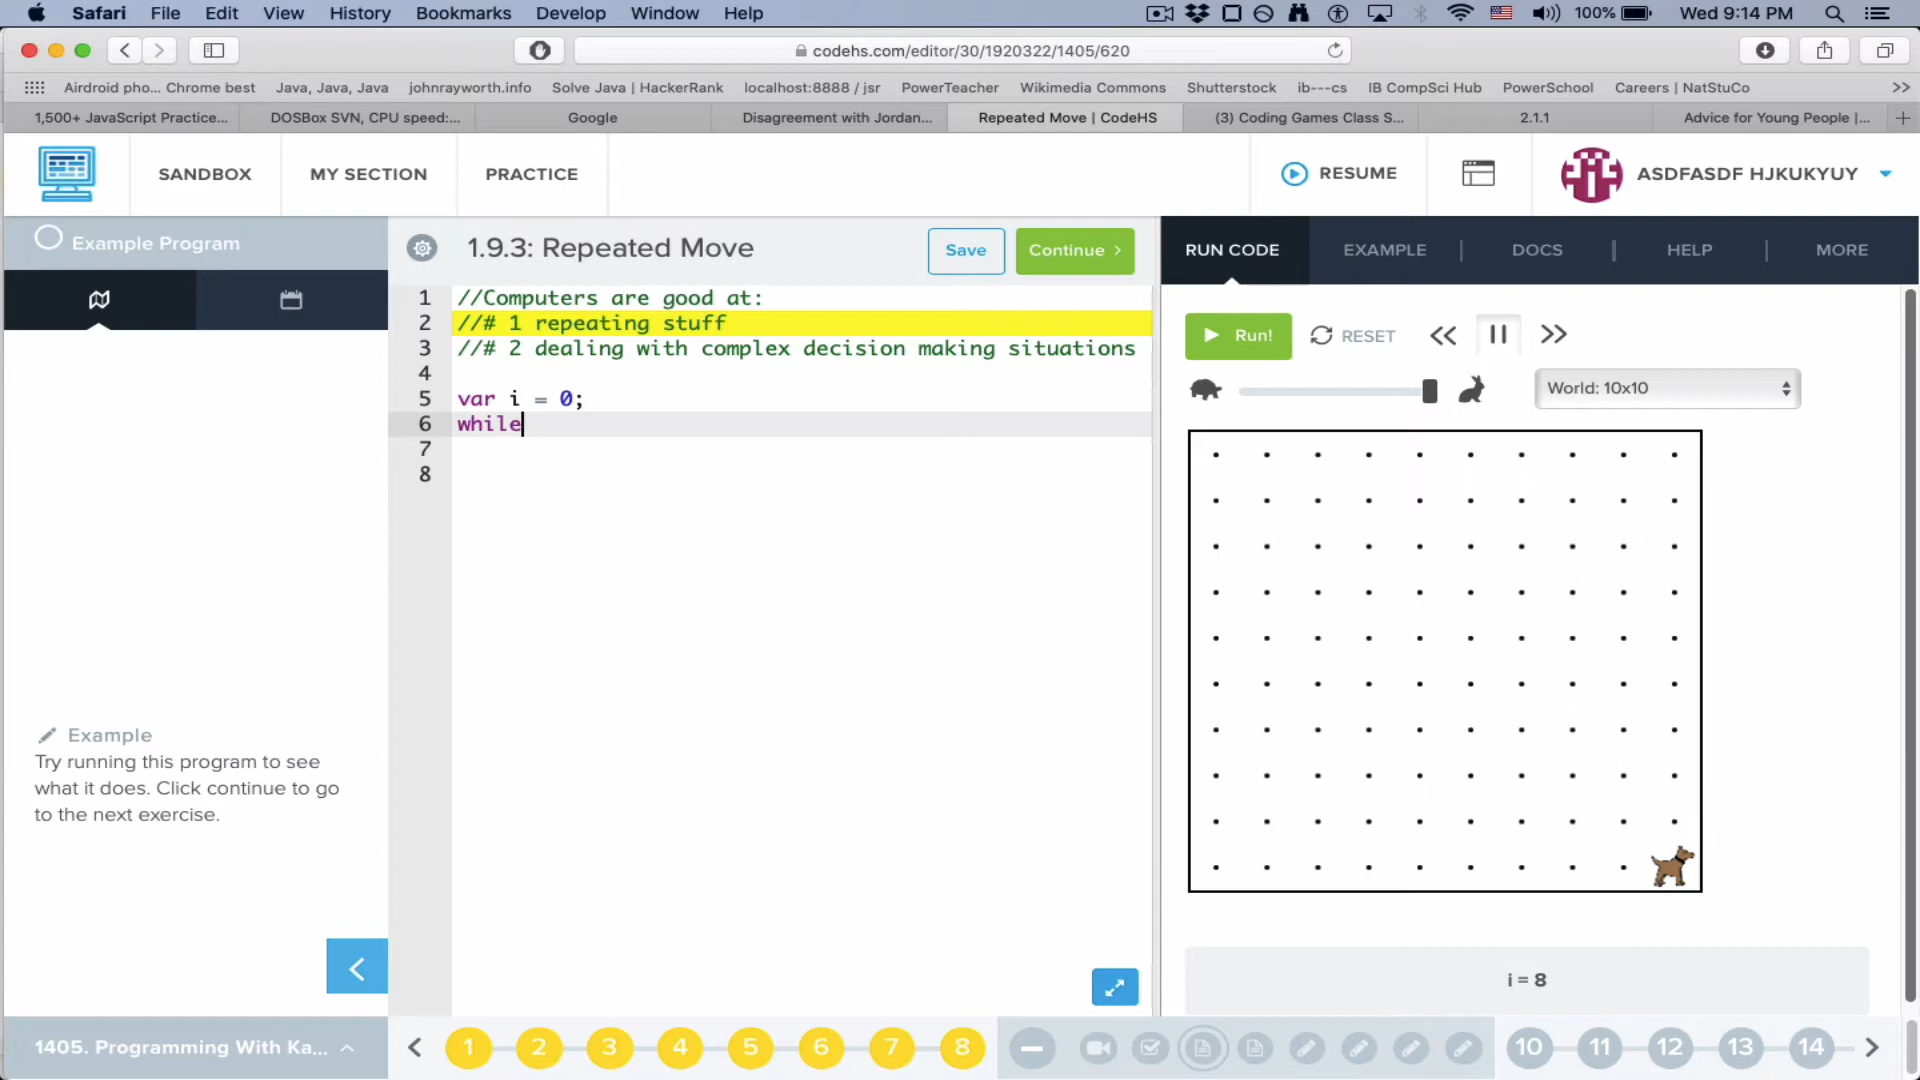 Safari File Edit View History Bookmarks Develop Window Help 100% Wed 9:14 PM
codehs.com/editor/30/1920322/1405/620
Airdroid pho... Chrome best Java, Java, Java johnrayworth.info Solve Java | HackerRank localhost:8888 / jsr PowerTeacher Wikimedia Commons Shutterstock ib---cs IB CompSci Hub PowerSchool Careers | NatStuCo >>
1,500+ JavaScript Practice... DOSBox SVN, CPU speed:... Google Disagreement with Jordan... Repeated Move | CodeHS (3) Coding Games Class S... 2.1.1 Advice for Young People |... +
SANDBOX MY SECTION PRACTICE RESUME ASDFASDF HJKUKYUY
Example Program
1.9.3: Repeated Move Save Continue >
RUN CODE EXAMPLE | DOCS | HELP | MORE
1 //Computers are good at:
2 //# 1 repeating stuff
3 //# 2 dealing with complex decision making situations
4
5 var i = 0;
6 while
7
8
Run! RESET
World: 10x10
Example
Try running this program to see
what it does. Click continue to go
to the next exercise.
i = 8
1405. Programming With Ka...
1 2 3 4 5 6 7 8 10 11 12 13 14